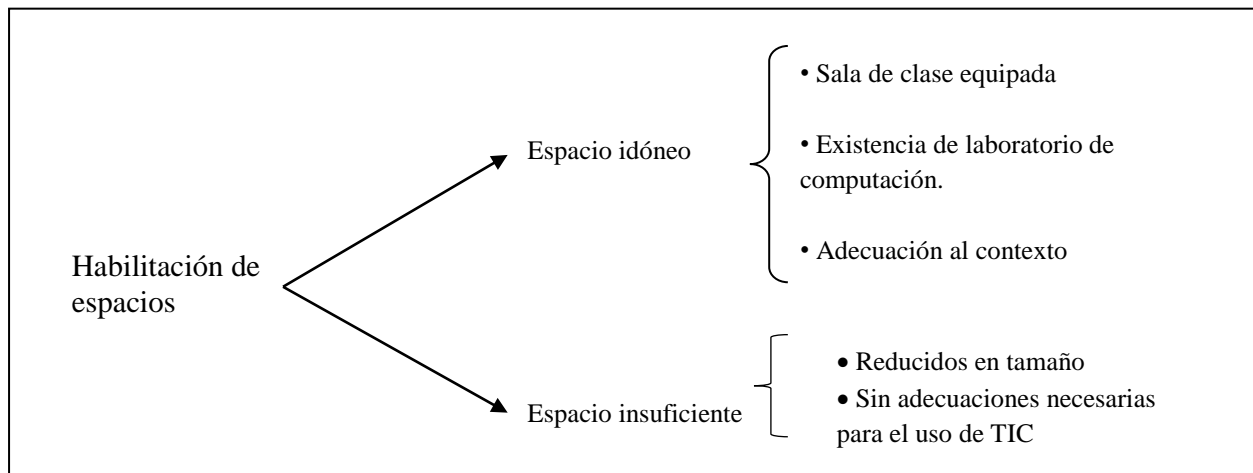 Habilitación de
espacios
Espacio idóneo
• Sala de clase equipada
• Existencia de laboratorio de
computación.
• Adecuación al contexto
Espacio insuficiente
• Reducidos en tamaño
• Sin adecuaciones necesarias
para el uso de TIC